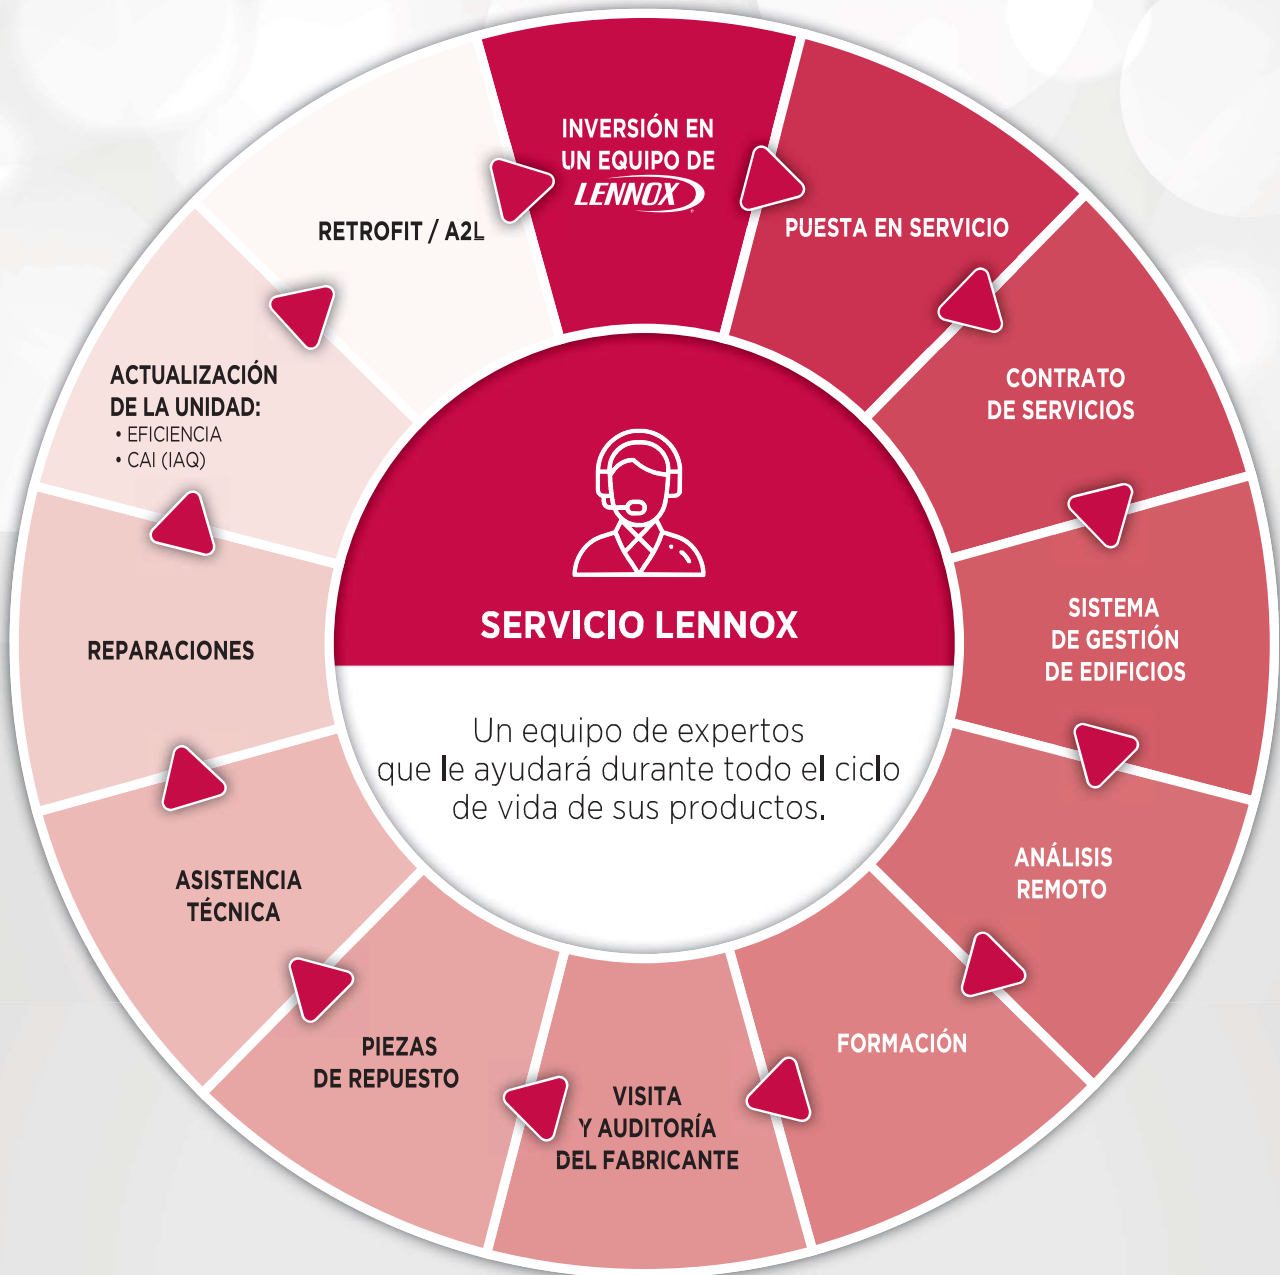 INVERSIÓN EN
UN EQUIPO DE
LENNOX
PUESTA EN SERVICIO
CONTRATO
DE SERVICIOS
SISTEMA
DE GESTIÓN
DE EDIFICIOS
ANÁLISIS
REMOTO
FORMACIÓN
VISITA
Y AUDITORÍA
DEL FABRICANTE
PIEZAS
DE REPUESTO
ASISTENCIA
TÉCNICA
REPARACIONES
ACTUALIZACIÓN
DE LA UNIDAD:
• EFICIENCIA
• CAI (IAQ)
RETROFIT / A2L
SERVICIO LENNOX
Un equipo de expertos
que le ayudará durante todo el ciclo
de vida de sus productos.